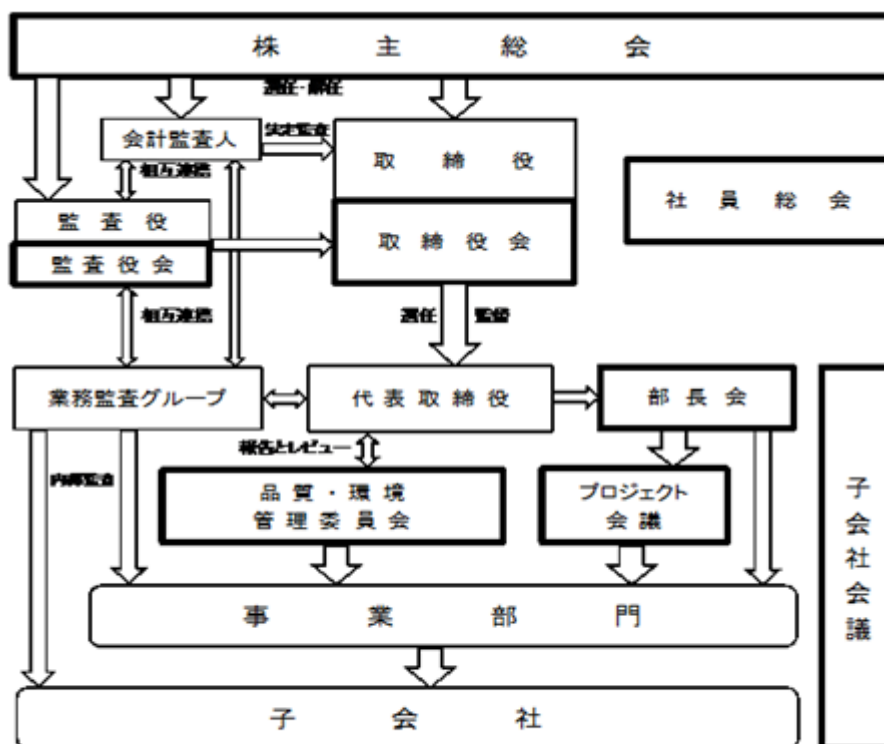 株主総会
選任・解任
会計監査人
法定監査
取締役
相互連携
社員総会
監査役
取締役会
監査役会
相互連携
選任 監督
業務監査グループ
代表取締役
部長会
報告とレビュー
内部監査
品質・環境
管理委員会
プロジェクト
会議
子会社会議
事業部門
子会社